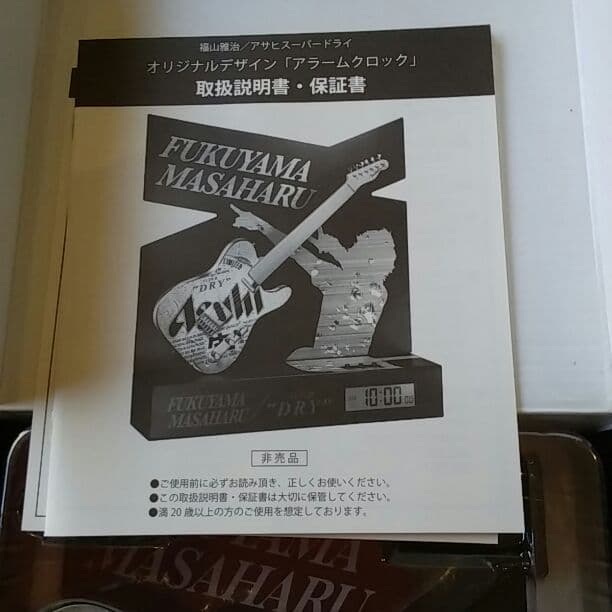 福山雅治／アサヒスーパードライ
オリジナルデザイン「アラームクロック」
取扱説明書・保証書
FUKUYAMA
MASAHARU
"DRY"
Asahi
FUKUYAMA
MASAHARU / "DRY"
10:00
非売品
●ご使用前に必ずお読み頂き、正しくお使いください。
●この取扱説明書・保証書は大切に保管してください。
●満20歳以上の方のご使用を想定しております。
FUKUYAMA
MASAHARU